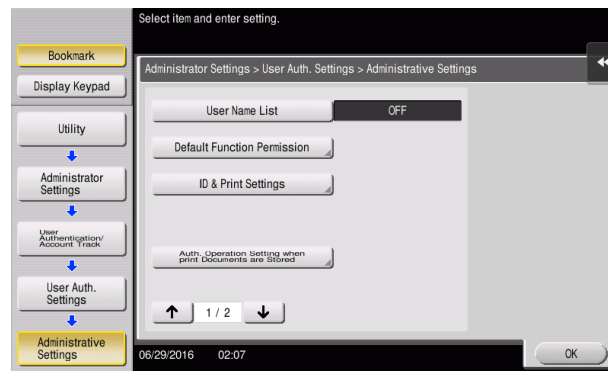 Select item and enter setting.
Bookmark
Display Keypad
Utility
Administrator
Settings
User
Authentication/
Account Track
User Auth.
Settings
Administrative
Settings
Administrator Settings > User Auth. Settings > Administrative Settings
User Name List
OFF
Default Function Permission
ID & Print Settings
Auth. Operation Setting when
print Documents are Stored
1 / 2
06/29/2016 02:07
OK